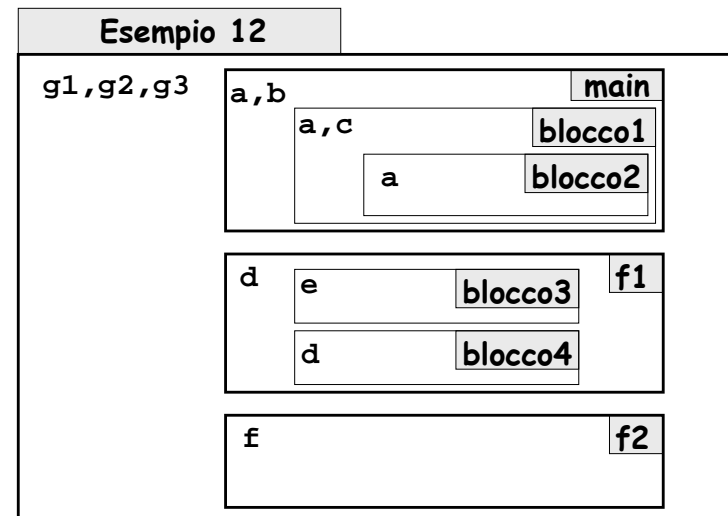 Esempio 12
g1,g2,g3
a,b
main
a,c
blocco1
a
blocco2
d
f1
e
blocco3
d
blocco4
f
f2